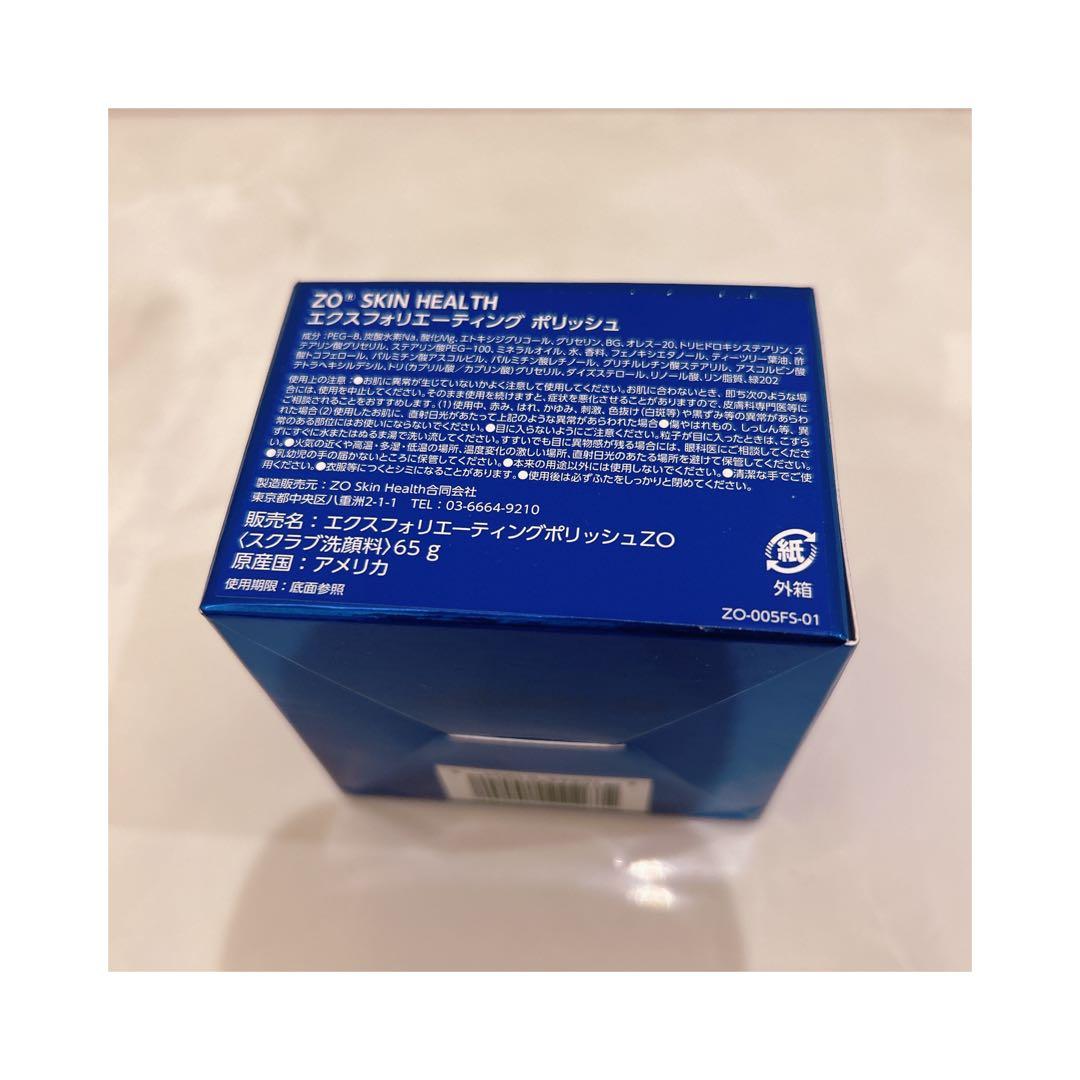 ZO® SKIN HEALTH
エクスフォリエーティング ポリッシュ
成分：PEG-8、炭酸水素Na、酸化Mg、エトキシジグリコール、グリセリン、BG、オレス-20、トリヒドロキシステアリン、ス
テアリン酸グリセリル、ステアリン酸PEG-100、ミネラルオイル、水、香料、フェノキシエタノール、ティーツリー葉油、酢
酸トコフェロール、パルミチン酸アスコルビル、パルミチン酸レチノール、グリチルレチン酸ステアリル、アスコルビン酸
テトラヘキシルデシル、トリ(カプリル酸／カプリン酸)グリセリル、ダイズステロール、リノール酸、リン脂質、緑202
使用上の注意：●お肌に異常が生じていないかよく注意して使用してください。お肌に合わないとき、即ち次のような場
合には、使用を中止してください。そのまま使用を続けますと、症状を悪化させることがありますので、皮膚科専門医等に
ご相談されることをおすすめします。(1)使用中、赤み、はれ、かゆみ、刺激、色抜け(白斑等)や黒ずみ等の異常があらわ
れた場合(2)使用したお肌に、直射日光があたって上記のような異常があらわれた場合●傷やはれもの、しっしん等、異
常のある部位にはお使いにならないでください。●目に入らないようにご注意ください。粒子が目に入ったときは、こすら
ずにすぐに水またはぬるま湯で洗い流してください。すすいでも目に異物感が残る場合には、眼科医にご相談してくださ
い。●火気の近くや高温・多湿・低温の場所、温度変化の激しい場所、直射日光のあたる場所を避けて保管してください。
●乳幼児の手の届かないところに保管してください。●本来の用途以外には使用しないでください。●清潔な手でご使
用ください。●衣服等につくとシミになることがあります。●使用後は必ずふたをしっかりと閉めてください。
製造販売元：ZO Skin Health合同会社
東京都中央区八重洲2-1-1 TEL：03-6664-9210
販売名：エクスフォリエーティングポリッシュZO
〈スクラブ洗顔料〉65 g
原産国：アメリカ
使用期限：底面参照
紙
外箱
ZO-005FS-01